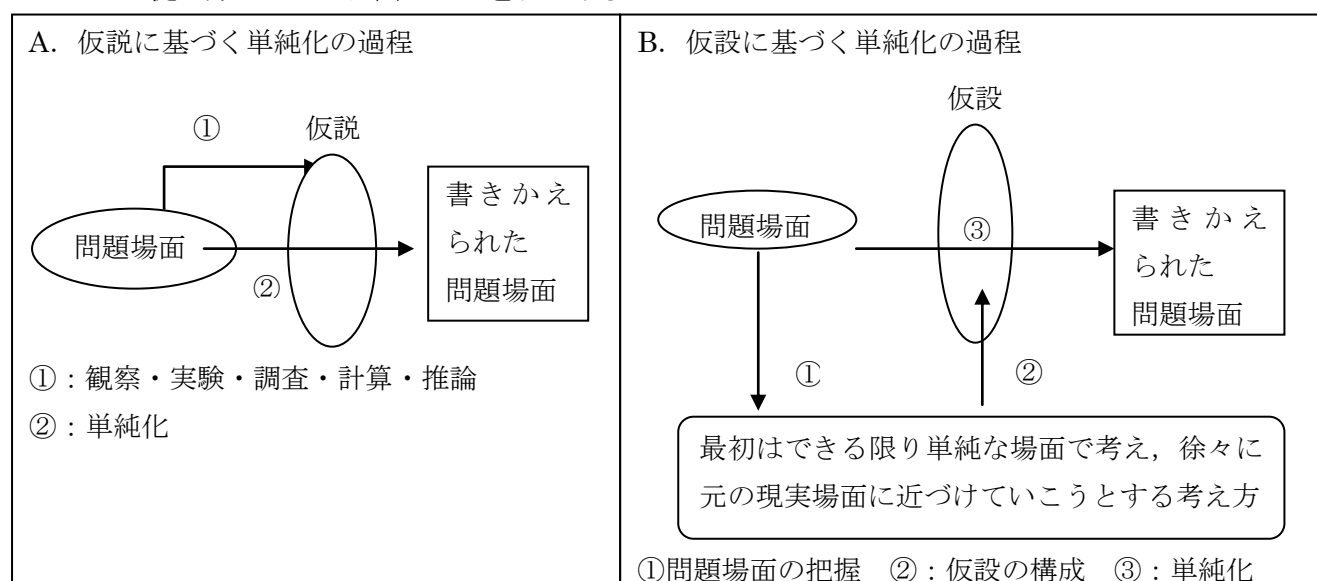 A. 仮説に基づく単純化の過程
①
仮説
問題場面
②
書きかえ
られた
問題場面
①：観察・実験・調査・計算・推論
②：単純化
B. 仮設に基づく単純化の過程
仮設
問題場面
③
書きかえ
られた
問題場面
①
②
最初はできる限り単純な場面で考え，徐々に
元の現実場面に近づけていこうとする考え方
①問題場面の把握　②：仮設の構成　③：単純化